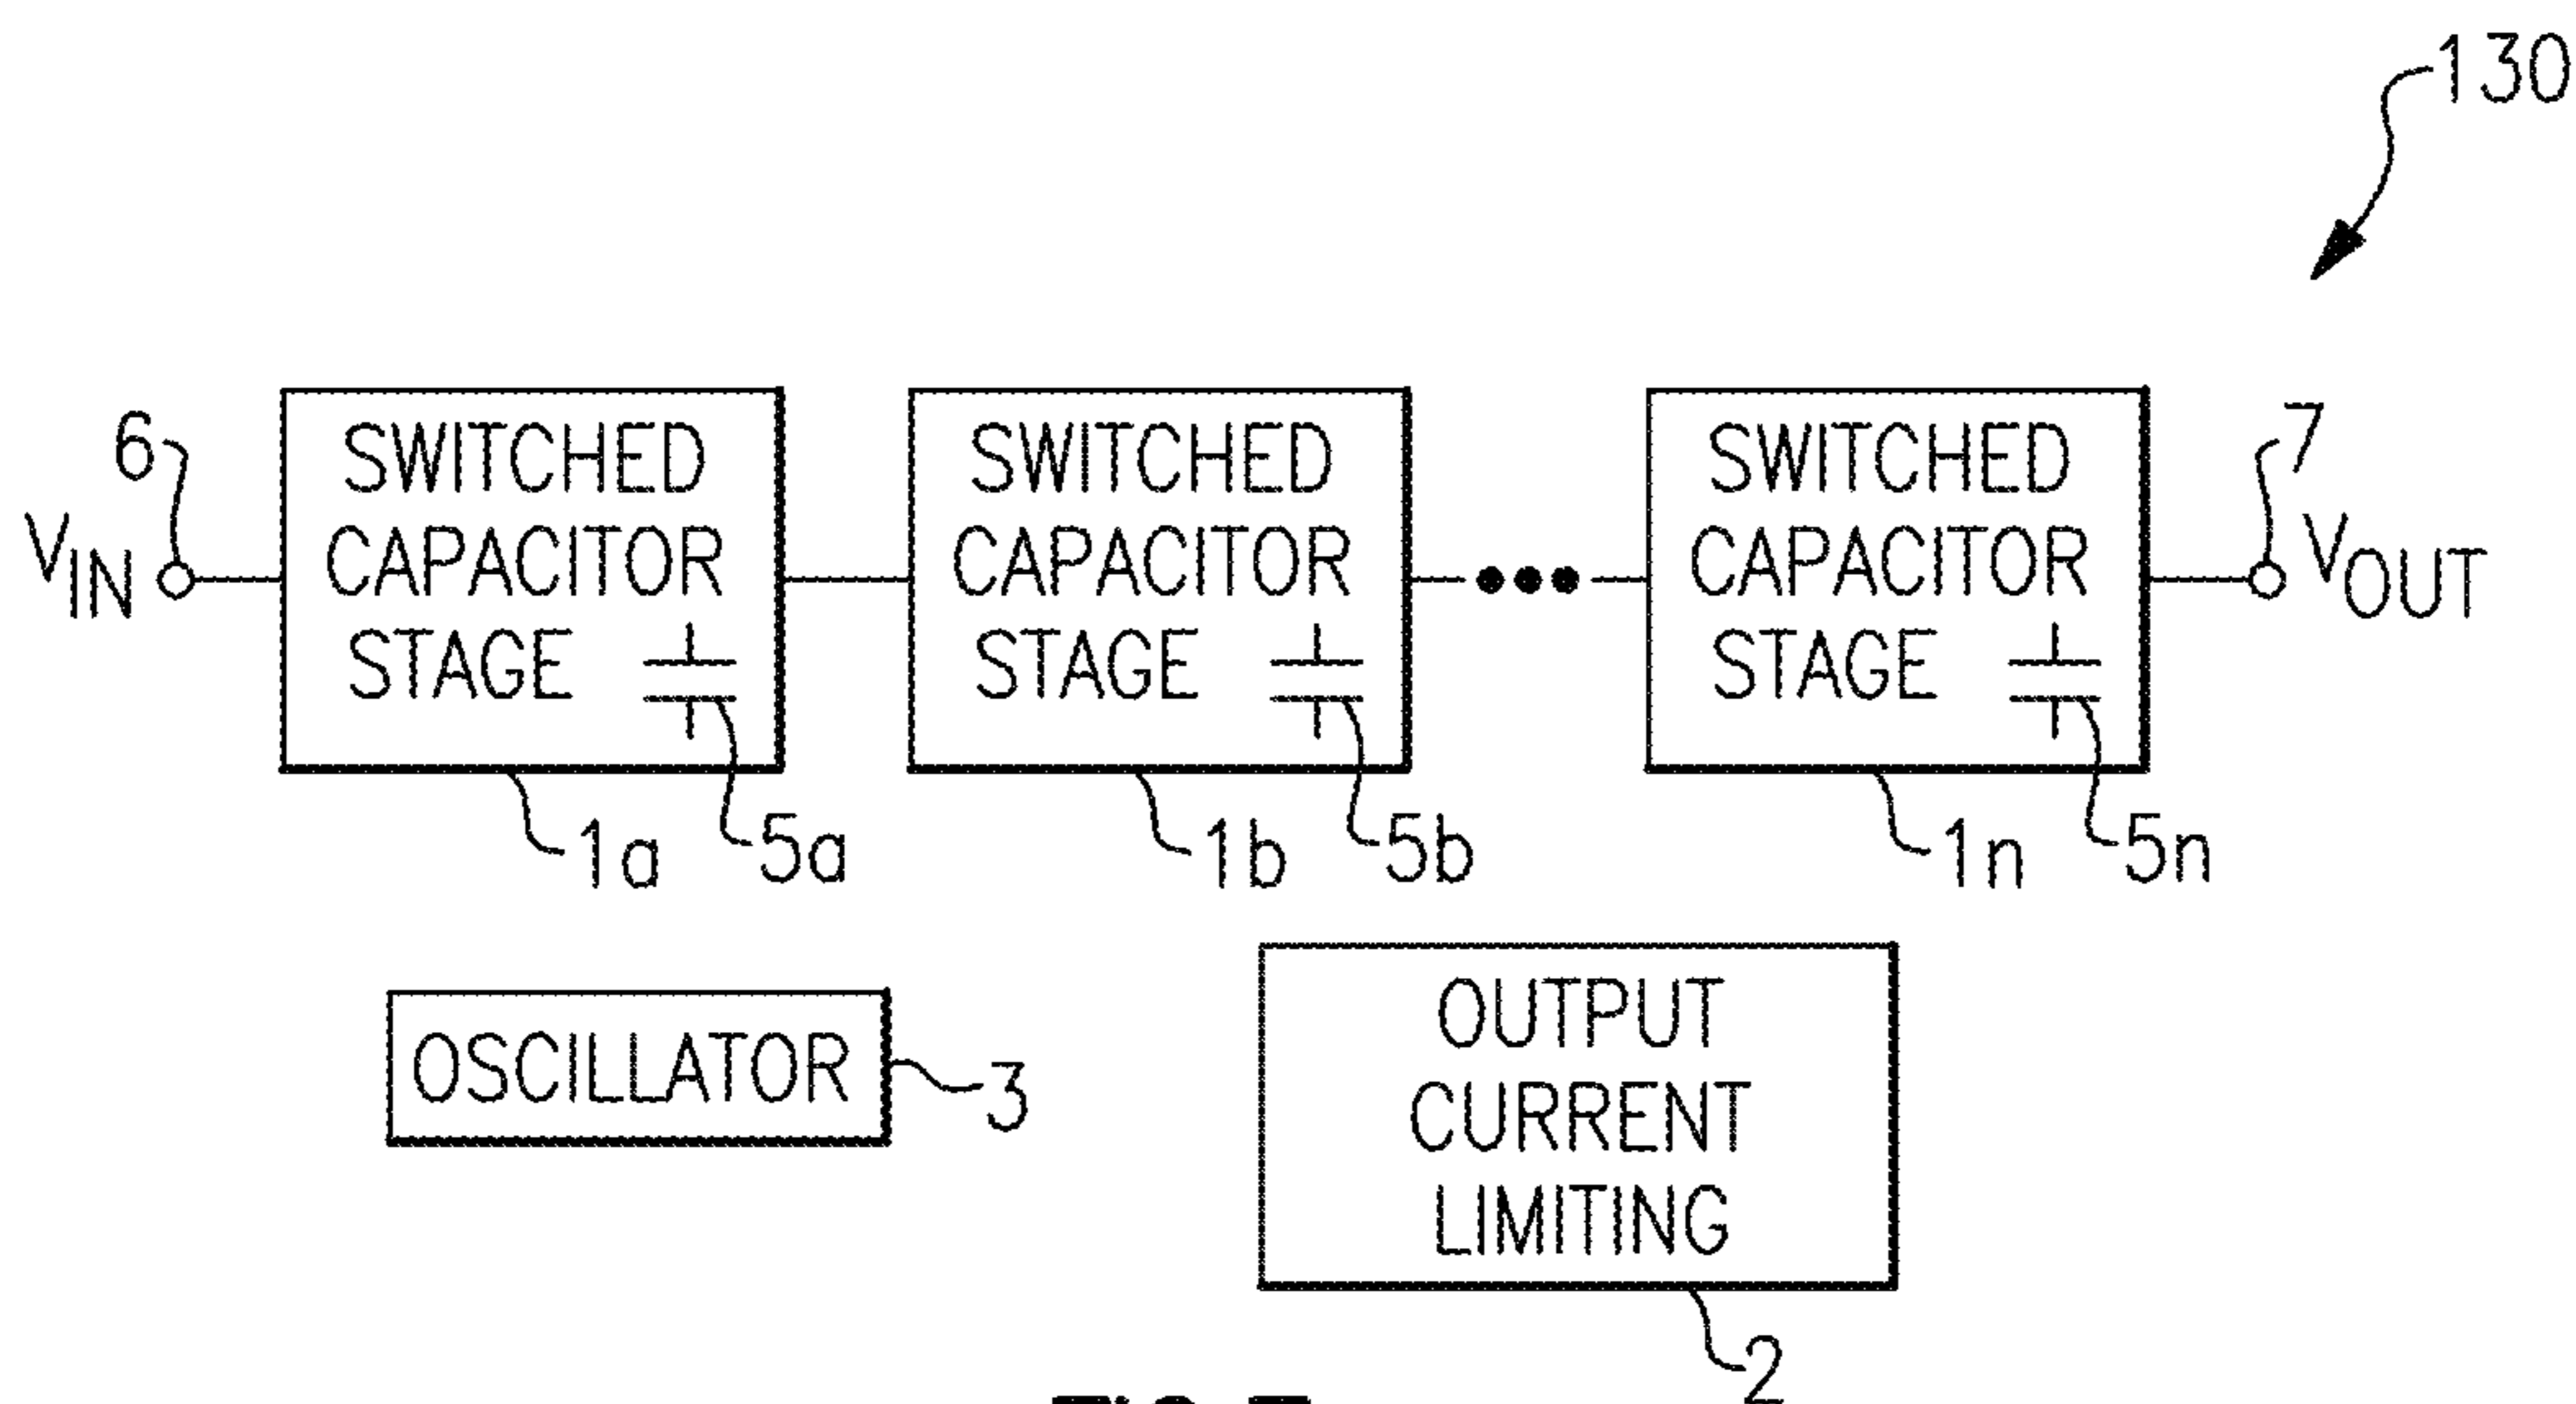 130
6
SWITCHED
CAPACITOR
STAGE
SWITCHED
CAPACITOR
STAGE
SWITCHED
CAPACITOR
STAGE
7
VIN
VOUT
1a
5a
1b
5b
1n
5n
OSCILLATOR
3
OUTPUT
CURRENT
LIMITING
2